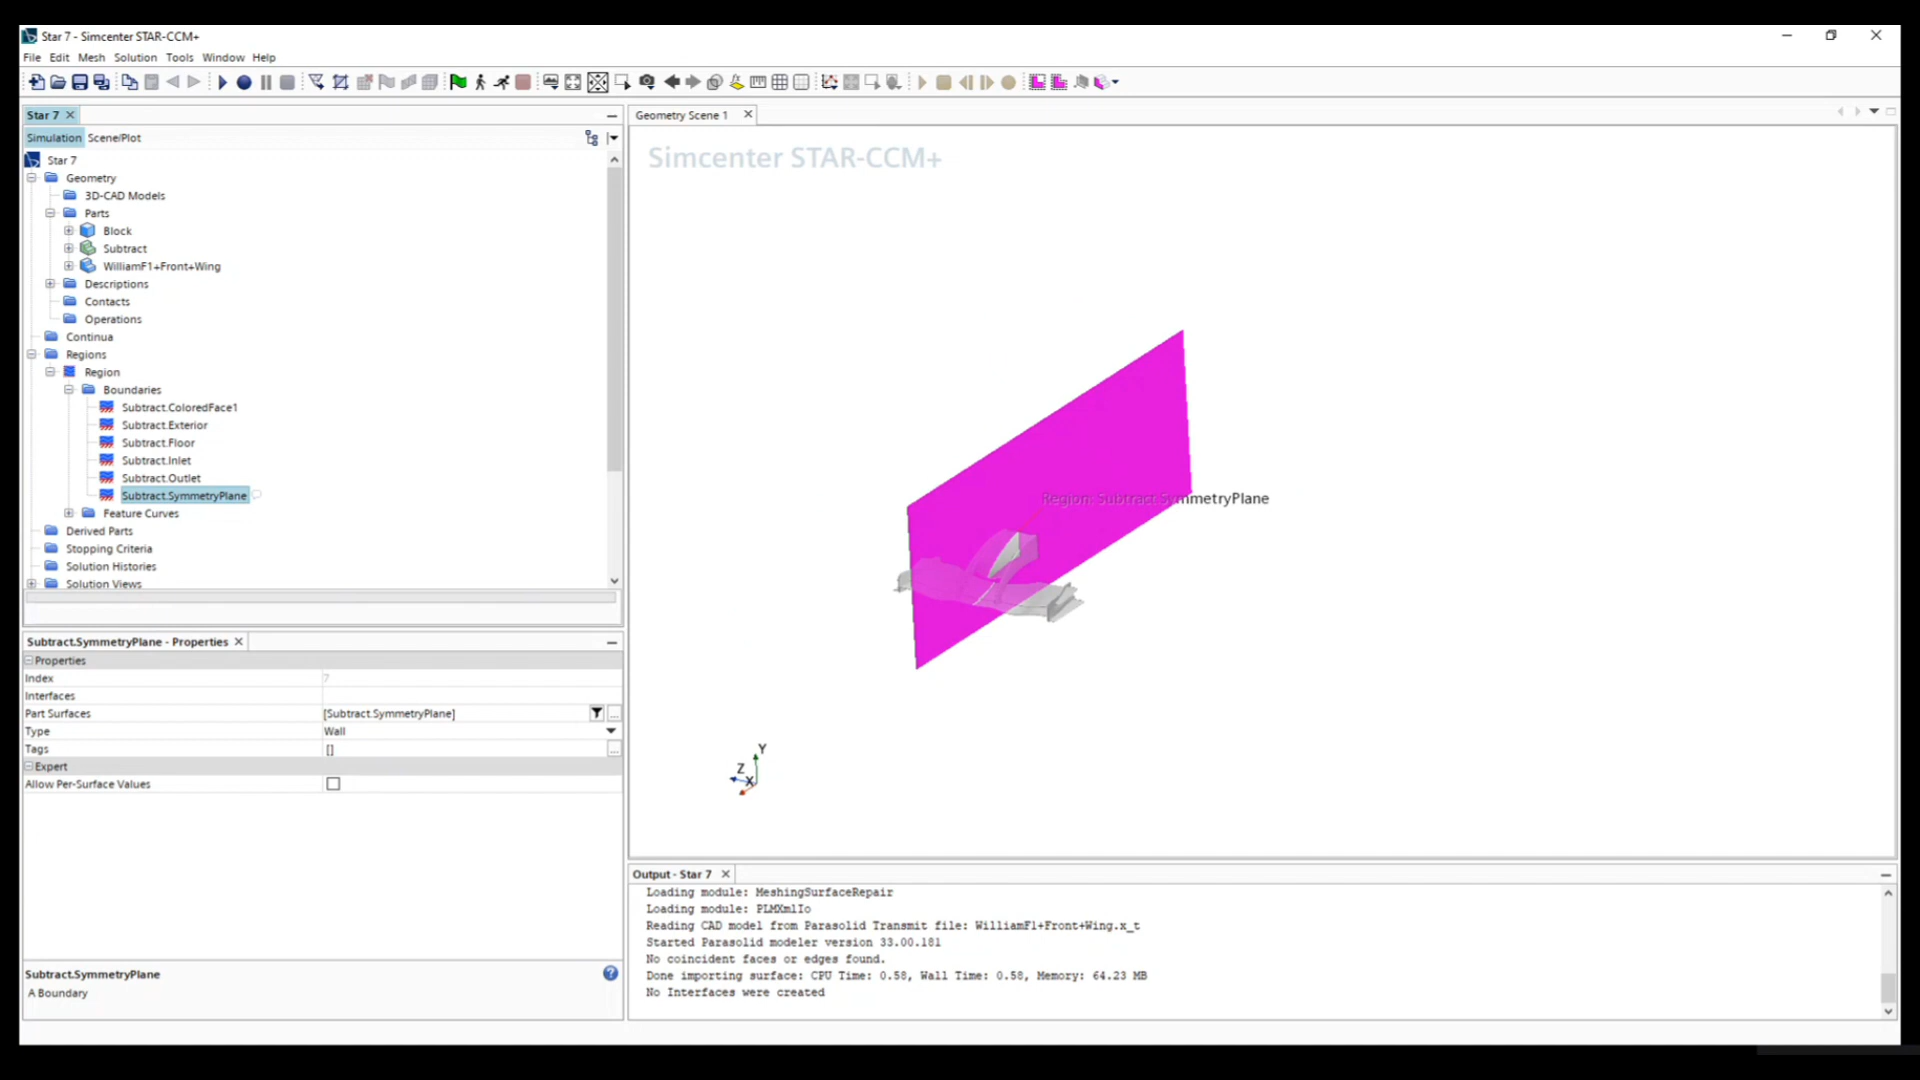 Star 7 - Simcenter STAR-CCM+
File Edit Mesh Solution Tools Window Help
Star 7
Simulation Scene/Plot
Star 7
Geometry
3D-CAD Models
Parts
Block
Subtract
WilliamF1+Front+Wing
Descriptions
Contacts
Operations
Continua
Regions
Region
Boundaries
Subtract.ColoredFace1
Subtract.Exterior
Subtract.Floor
Subtract.Inlet
Subtract.Outlet
Subtract.SymmetryPlane
Feature Curves
Derived Parts
Stopping Criteria
Solution Histories
Solution Views
Subtract.SymmetryPlane - Properties
Properties
Index 7
Interfaces
Part Surfaces [Subtract.SymmetryPlane]
Type Wall
Tags []
Expert
Allow Per-Surface Values
Subtract.SymmetryPlane
A Boundary
Geometry Scene 1
Simcenter STAR-CCM+
Region: Subtract.SymmetryPlane
Y
Z
X
Output - Star 7
Loading module: MeshingSurfaceRepair
Loading module: PLMXmlIo
Reading CAD model from Parasolid Transmit file: WilliamF1+Front+Wing.x_t
Started Parasolid modeler version 33.00.181
No coincident faces or edges found.
Done importing surface: CPU Time: 0.58, Wall Time: 0.58, Memory: 64.23 MB
No Interfaces were created